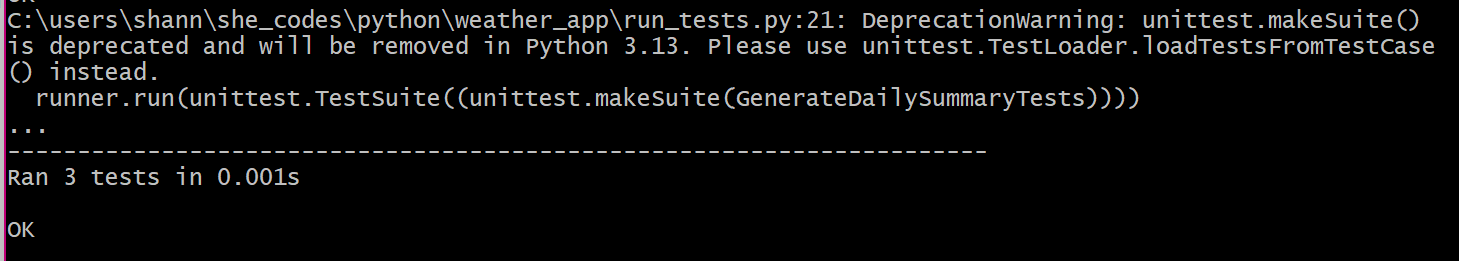 C:\users\shann\she_codes\python\weather_app\run_tests.py:21: DeprecationWarning: unittest.makeSuite()
is deprecated and will be removed in Python 3.13. Please use unittest.TestLoader.loadTestsFromTestCase
() instead.
  runner.run(unittest.TestSuite((unittest.makeSuite(GenerateDailySummaryTests))))
...
----------------------------------------------------------------------
Ran 3 tests in 0.001s

OK